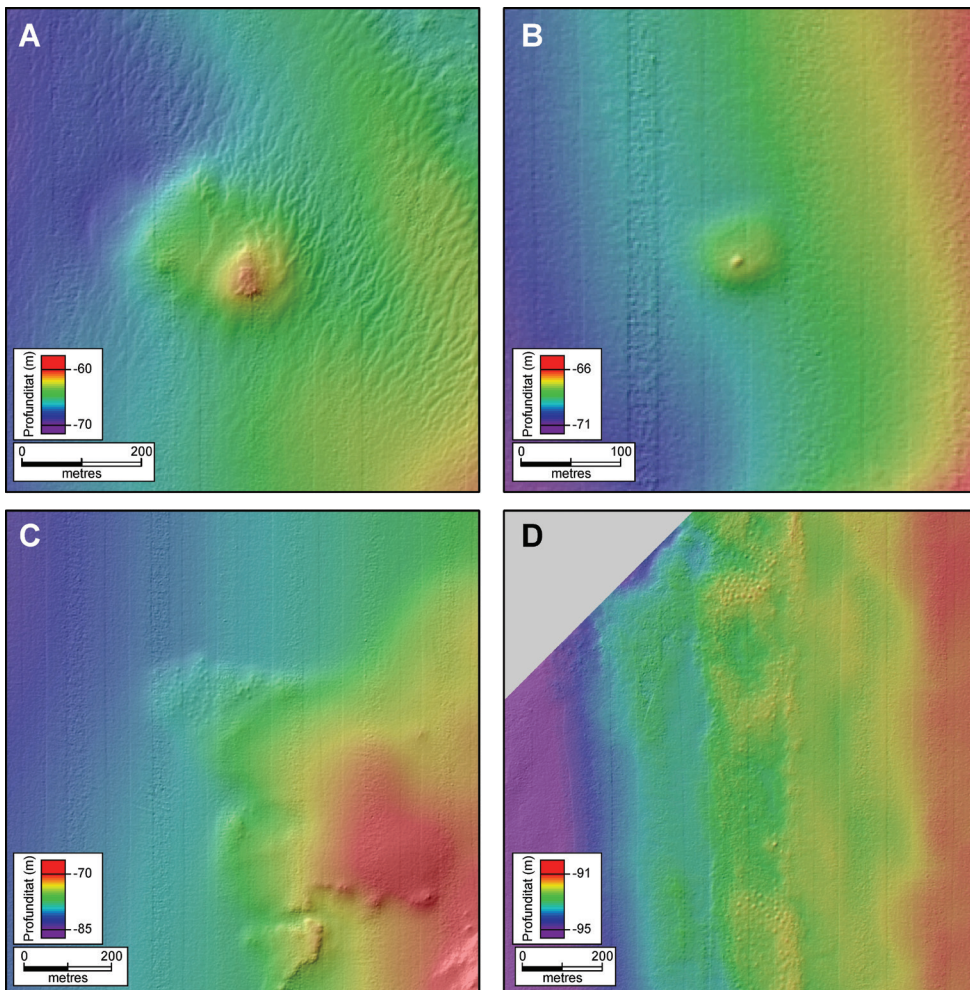 A
Profunditat (m)
-60
-70
0 200
metres
B
Profunditat (m)
-66
-71
0 100
metres
C
Profunditat (m)
-70
-85
0 200
metres
D
Profunditat (m)
-91
-95
0 200
metres